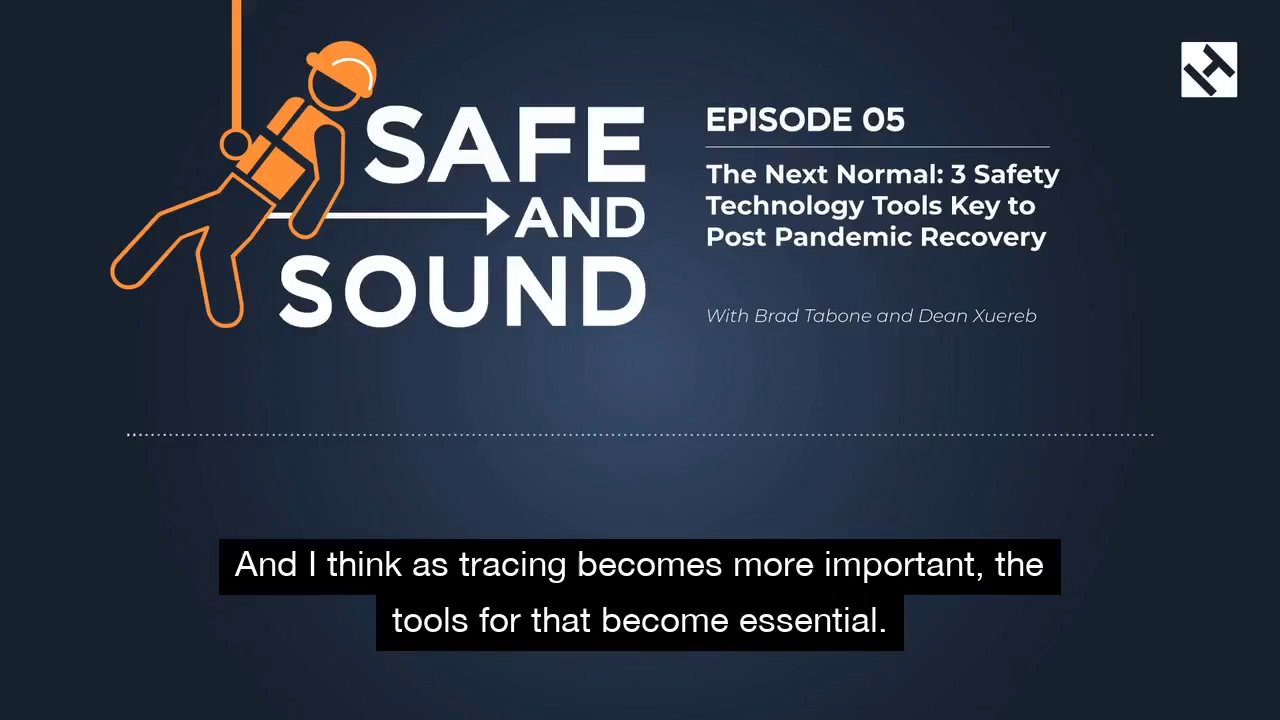 SAFE
AND
SOUND
EPISODE 05
The Next Normal: 3 Safety
Technology Tools Key to
Post Pandemic Recovery
With Brad Tabone and Dean Xuereb
And I think as tracing becomes more important, the
tools for that become essential.